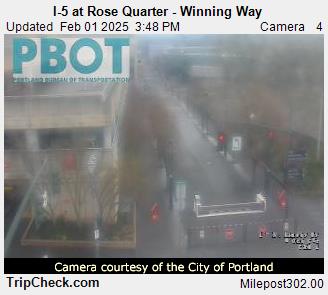 I-5 at Rose Quarter - Winning Way
Updated Feb 01 2025 3:48 PM Camera 4
PBOT
PORTLAND BUREAU OF TRANSPORTATION
Camera courtesy of the City of Portland
TripCheck.com Milepost302.00